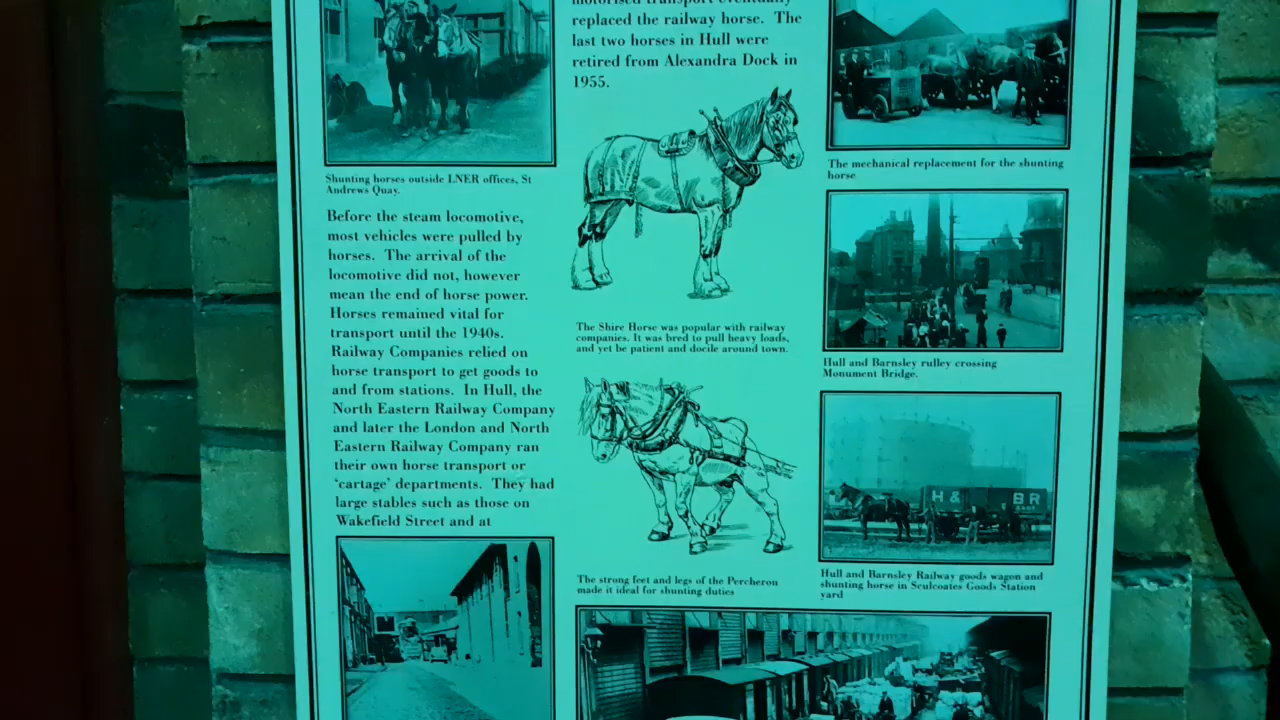 Shunting horses outside LNER offices, St
Andrews Quay.
Before the steam locomotive,
most vehicles were pulled by
horses. The arrival of the
locomotive did not, however
mean the end of horse power.
Horses remained vital for
transport until the 1940s.
Railway Companies relied on
horse transport to get goods to
and from stations. In Hull, the
North Eastern Railway Company
and later the London and North
Eastern Railway Company ran
their own horse transport or
‘cartage’ departments. They had
large stables such as those on
Wakefield Street and at
motorised transport eventually
replaced the railway horse. The
last two horses in Hull were
retired from Alexandra Dock in
1955.
The Shire Horse was popular with railway
companies. It was bred to pull heavy loads,
and yet be patient and docile around town.
The strong feet and legs of the Percheron
made it ideal for shunting duties
The mechanical replacement for the shunting
horse
Hull and Barnsley rulley crossing
Monument Bridge.
H & BR
Hull and Barnsley Railway goods wagon and
shunting horse in Sculcoates Goods Station
yard